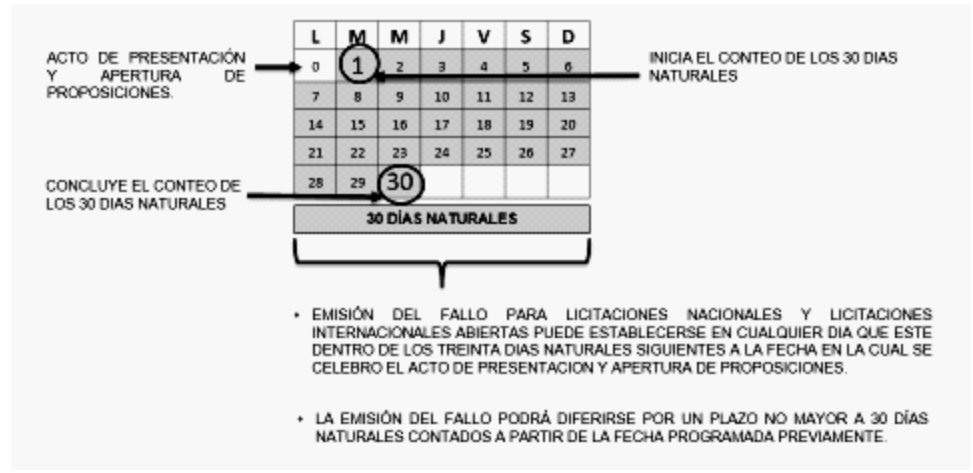 L M M J V S D
ACTO DE PRESENTACIÓN
Y APERTURA DE
PROPOSICIONES.
0 1 2 3 4 5 6
INICIA EL CONTEO DE LOS 30 DIAS
NATURALES
7 8 9 10 11 12 13
14 15 16 17 18 19 20
21 22 23 24 25 26 27
CONCLUYE EL CONTEO DE
LOS 30 DIAS NATURALES
28 29 30
30 DÍAS NATURALES
• EMISIÓN DEL FALLO PARA LICITACIONES NACIONALES Y LICITACIONES
INTERNACIONALES ABIERTAS PUEDE ESTABLECERSE EN CUALQUIER DIA QUE ESTE
DENTRO DE LOS TREINTA DIAS NATURALES SIGUIENTES A LA FECHA EN LA CUAL SE
CELEBRO EL ACTO DE PRESENTACION Y APERTURA DE PROPOSICIONES.
• LA EMISIÓN DEL FALLO PODRÁ DIFERIRSE POR UN PLAZO NO MAYOR A 30 DÍAS
NATURALES CONTADOS A PARTIR DE LA FECHA PROGRAMADA PREVIAMENTE.